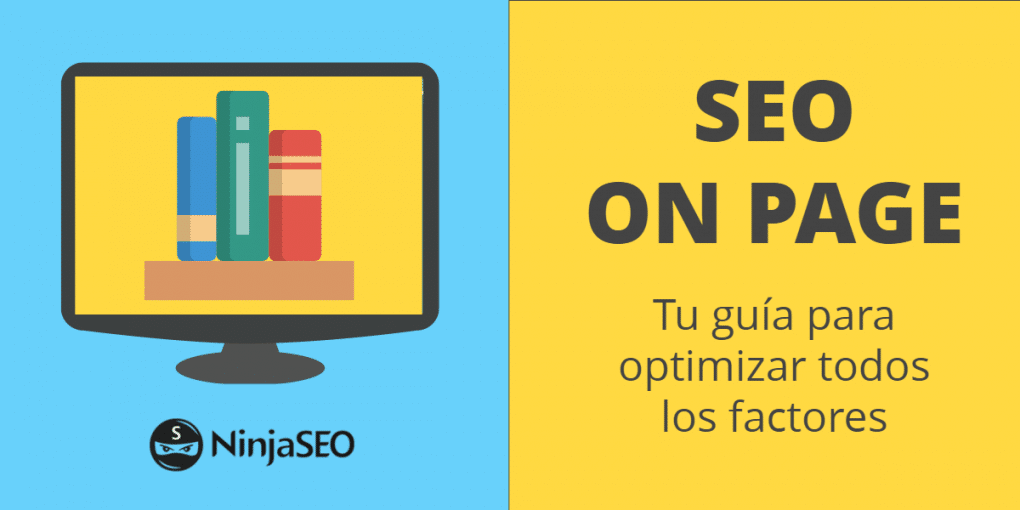 SEO
ON PAGE
Tu guía para
optimizar todos
los factores
S
NinjaSEO